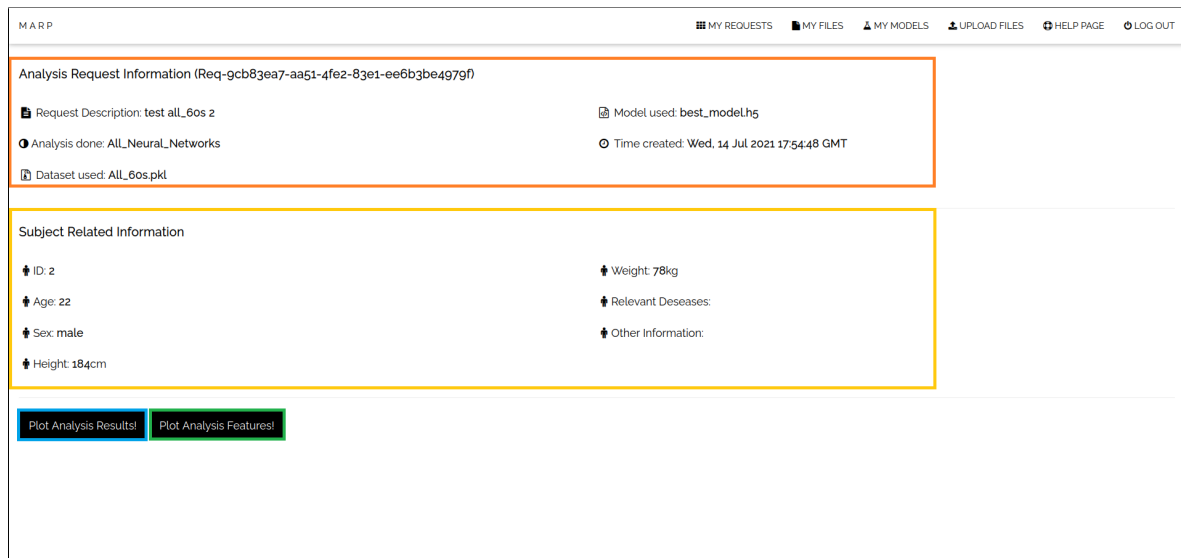 MARP
MY REQUESTS MY FILES MY MODELS UPLOAD FILES HELP PAGE LOG OUT
Analysis Request Information (Req-9cb83ea7-aa51-4fe2-83e1-ee6b3be4979f)
Request Description: test all_60s 2
Model used: best_model.h5
Analysis done: All_Neural_Networks
Time created: Wed, 14 Jul 2021 17:54:48 GMT
Dataset used: All_60s.pkl
Subject Related Information
ID: 2
Weight: 78kg
Age: 22
Relevant Deseases:
Sex: male
Other Information:
Height: 184cm
Plot Analysis Results!
Plot Analysis Features!